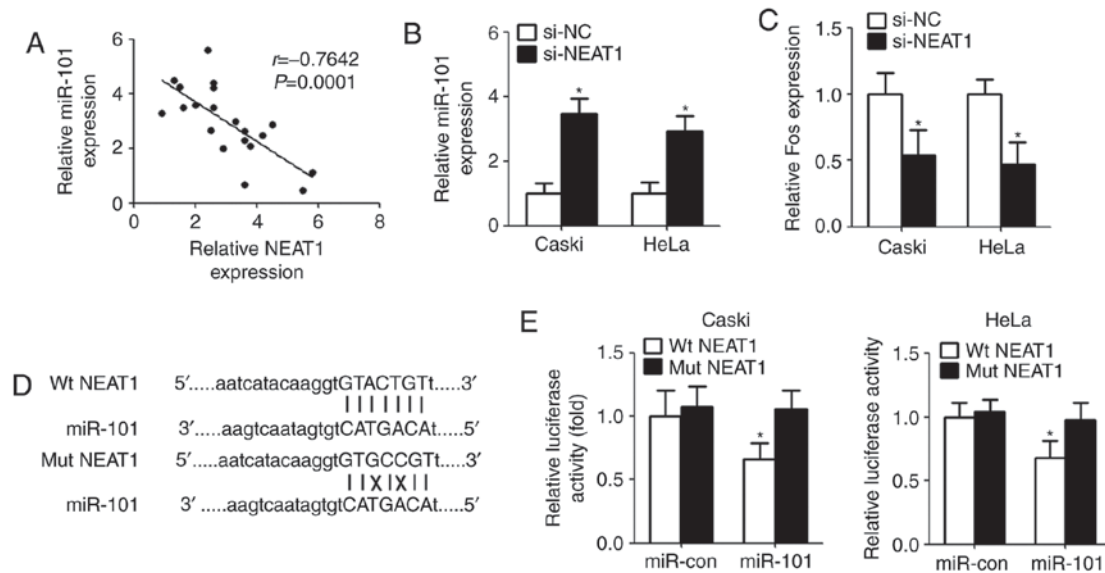 A
Relative miR-101
expression
6
4
2
0
r=–0.7642
P=0.0001
0
2
4
6
8
Relative NEAT1
expression
B
si-NC
si-NEAT1
Relative miR-101
expression
6
4
2
0
*
*
Caski
HeLa
C
si-NC
si-NEAT1
Relative Fos expression
1.5
1.0
0.5
0.0
*
*
Caski
HeLa
D
Wt NEAT1 5′.....aatcatacaaggtGTACTGTt.....3′
miR-101 3′.....aagtcaatagtgtCATGACAt.....5′
Mut NEAT1 5′.....aatcatacaaggtGTGCCGTt.....3′
X X
miR-101 3′.....aagtcaatagtgtCATGACAt.....5′
E
Caski
Wt NEAT1
Mut NEAT1
Relative luciferase
activity (fold)
1.5
1.0
0.5
0.0
*
miR-con
miR-101
HeLa
Wt NEAT1
Mut NEAT1
Relative luciferase activity
1.5
1.0
0.5
0.0
*
miR-con
miR-101